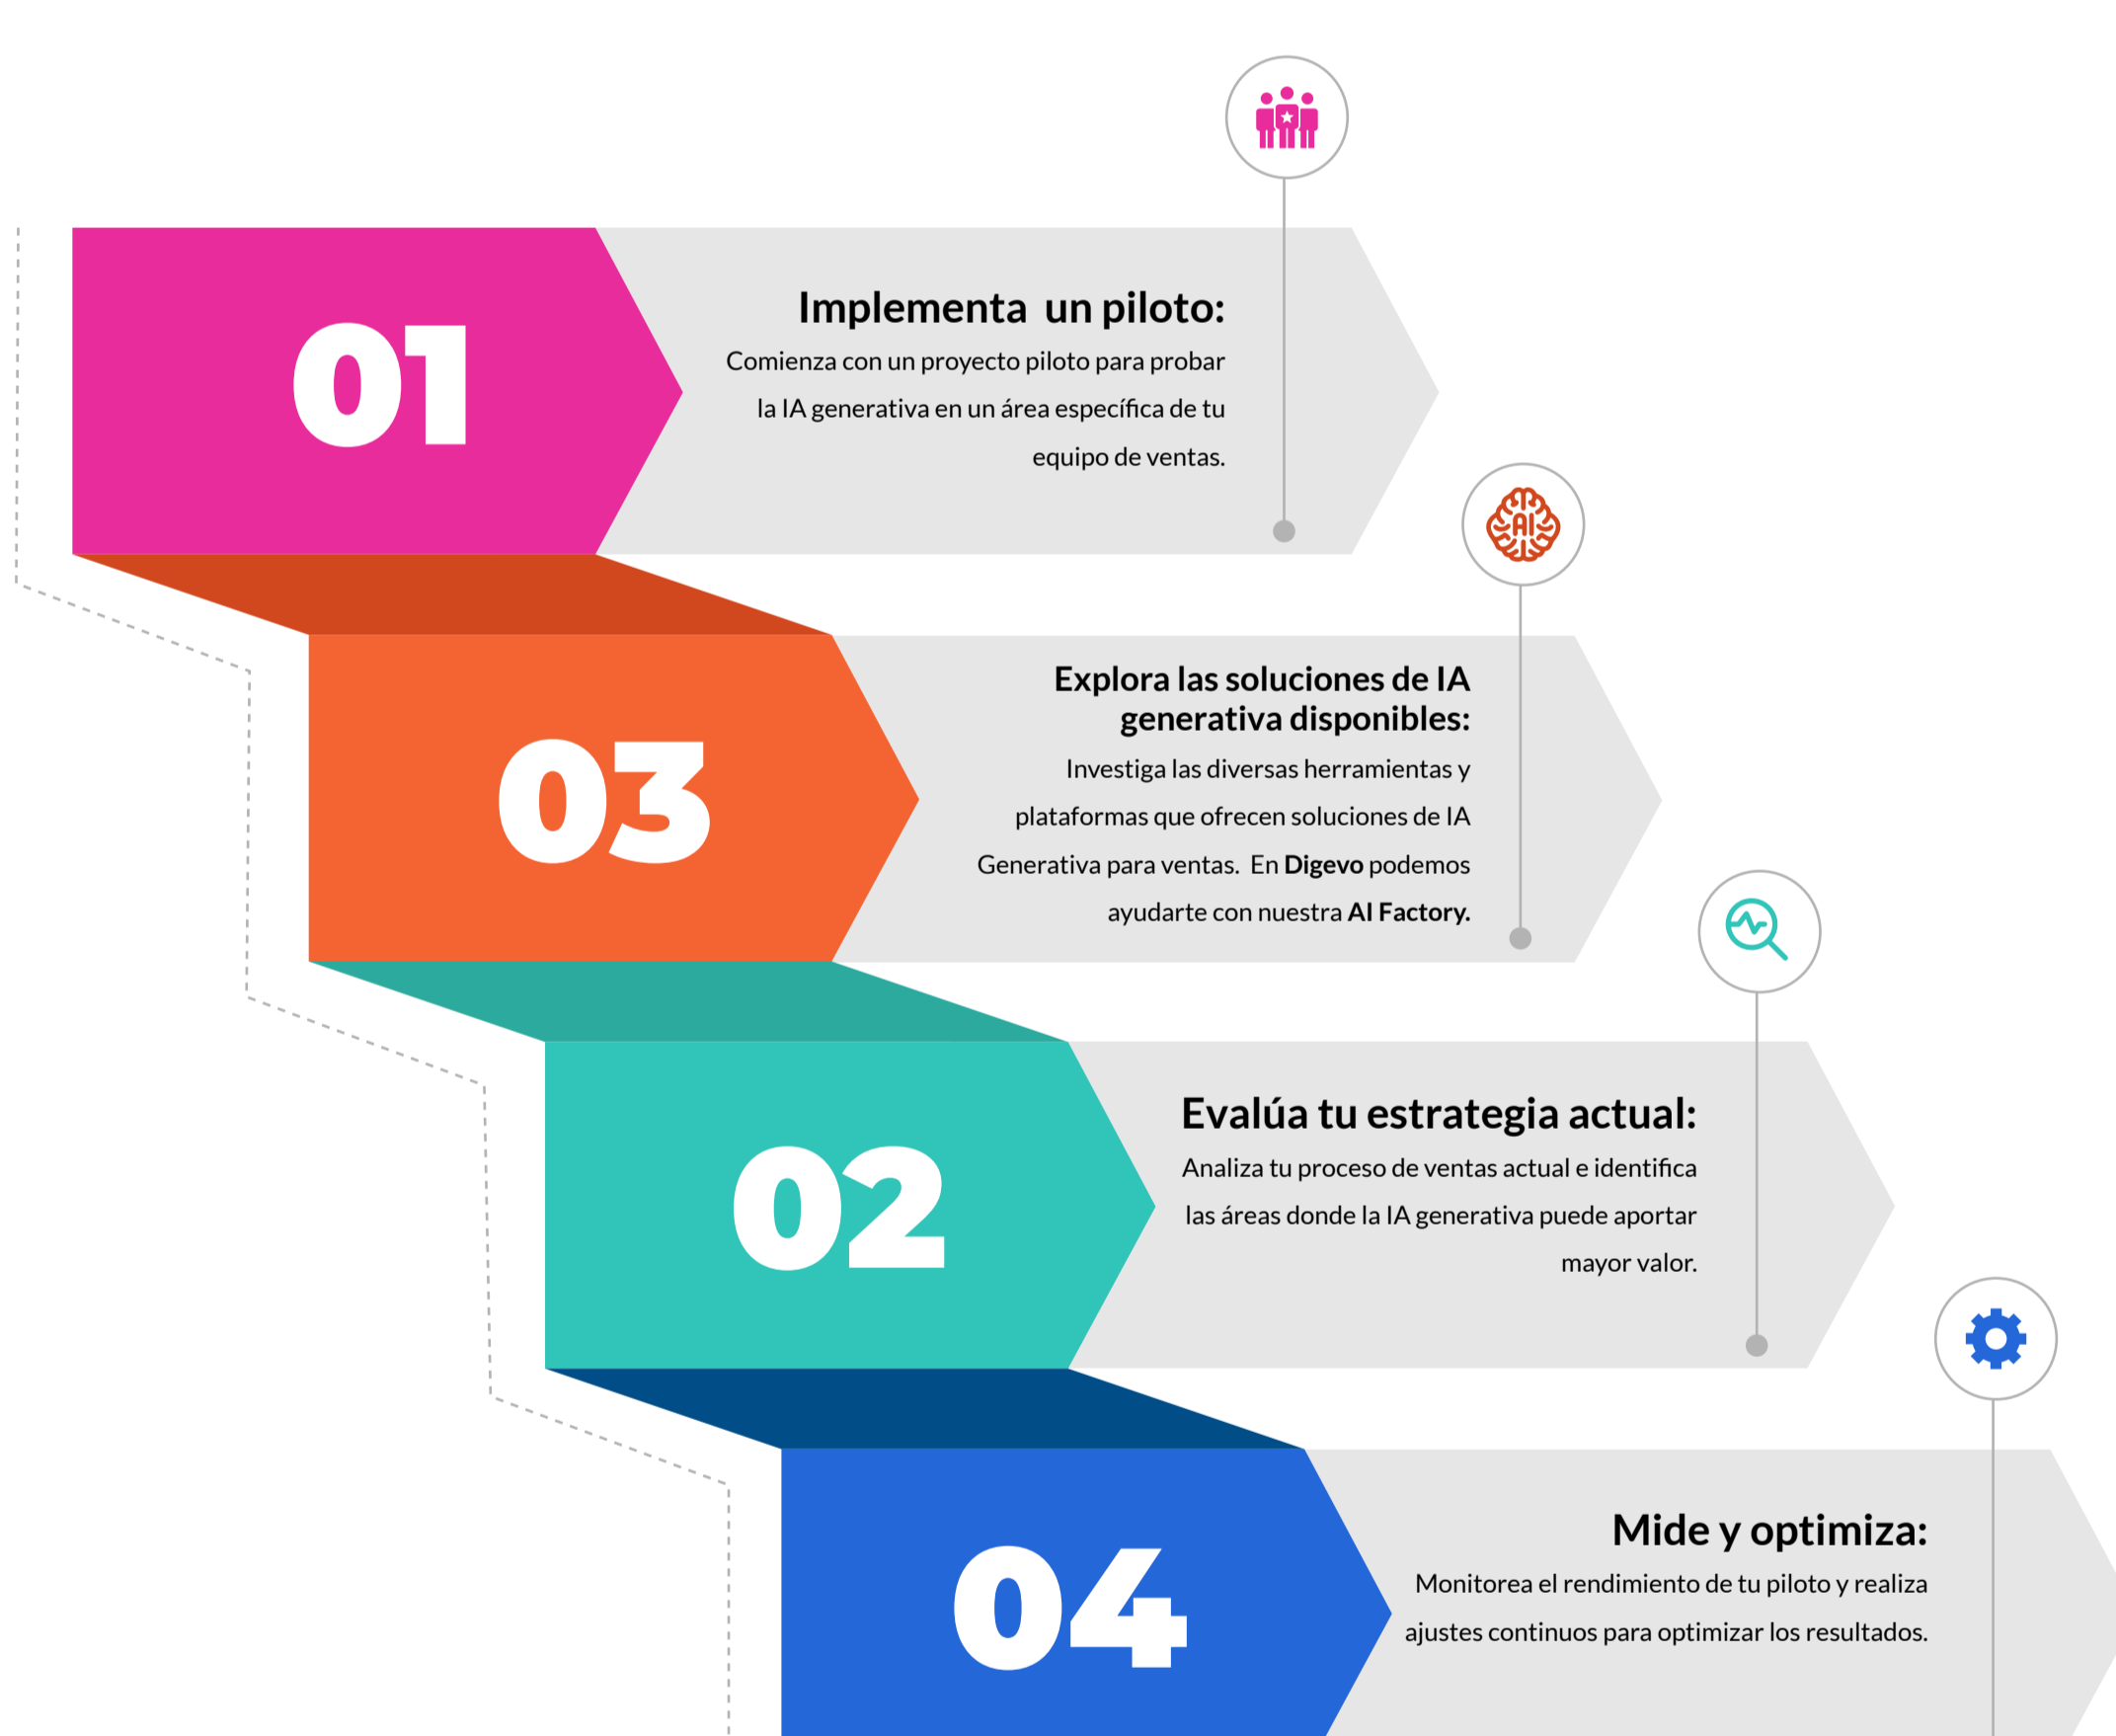 01
Implementa  un piloto:
Comienza con un proyecto piloto para probar
la IA generativa en un área específica de tu
equipo de ventas.
AI
03
Explora las soluciones de IA
generativa disponibles:
Investiga las diversas herramientas y
plataformas que ofrecen soluciones de IA
Generativa para ventas.  En Digevo podemos
ayudarte con nuestra AI Factory.
02
Evalúa tu estrategia actual:
Analiza tu proceso de ventas actual e identifica
las áreas donde la IA generativa puede aportar
mayor valor.
04
Mide y optimiza:
Monitorea el rendimiento de tu piloto y realiza
ajustes continuos para optimizar los resultados.